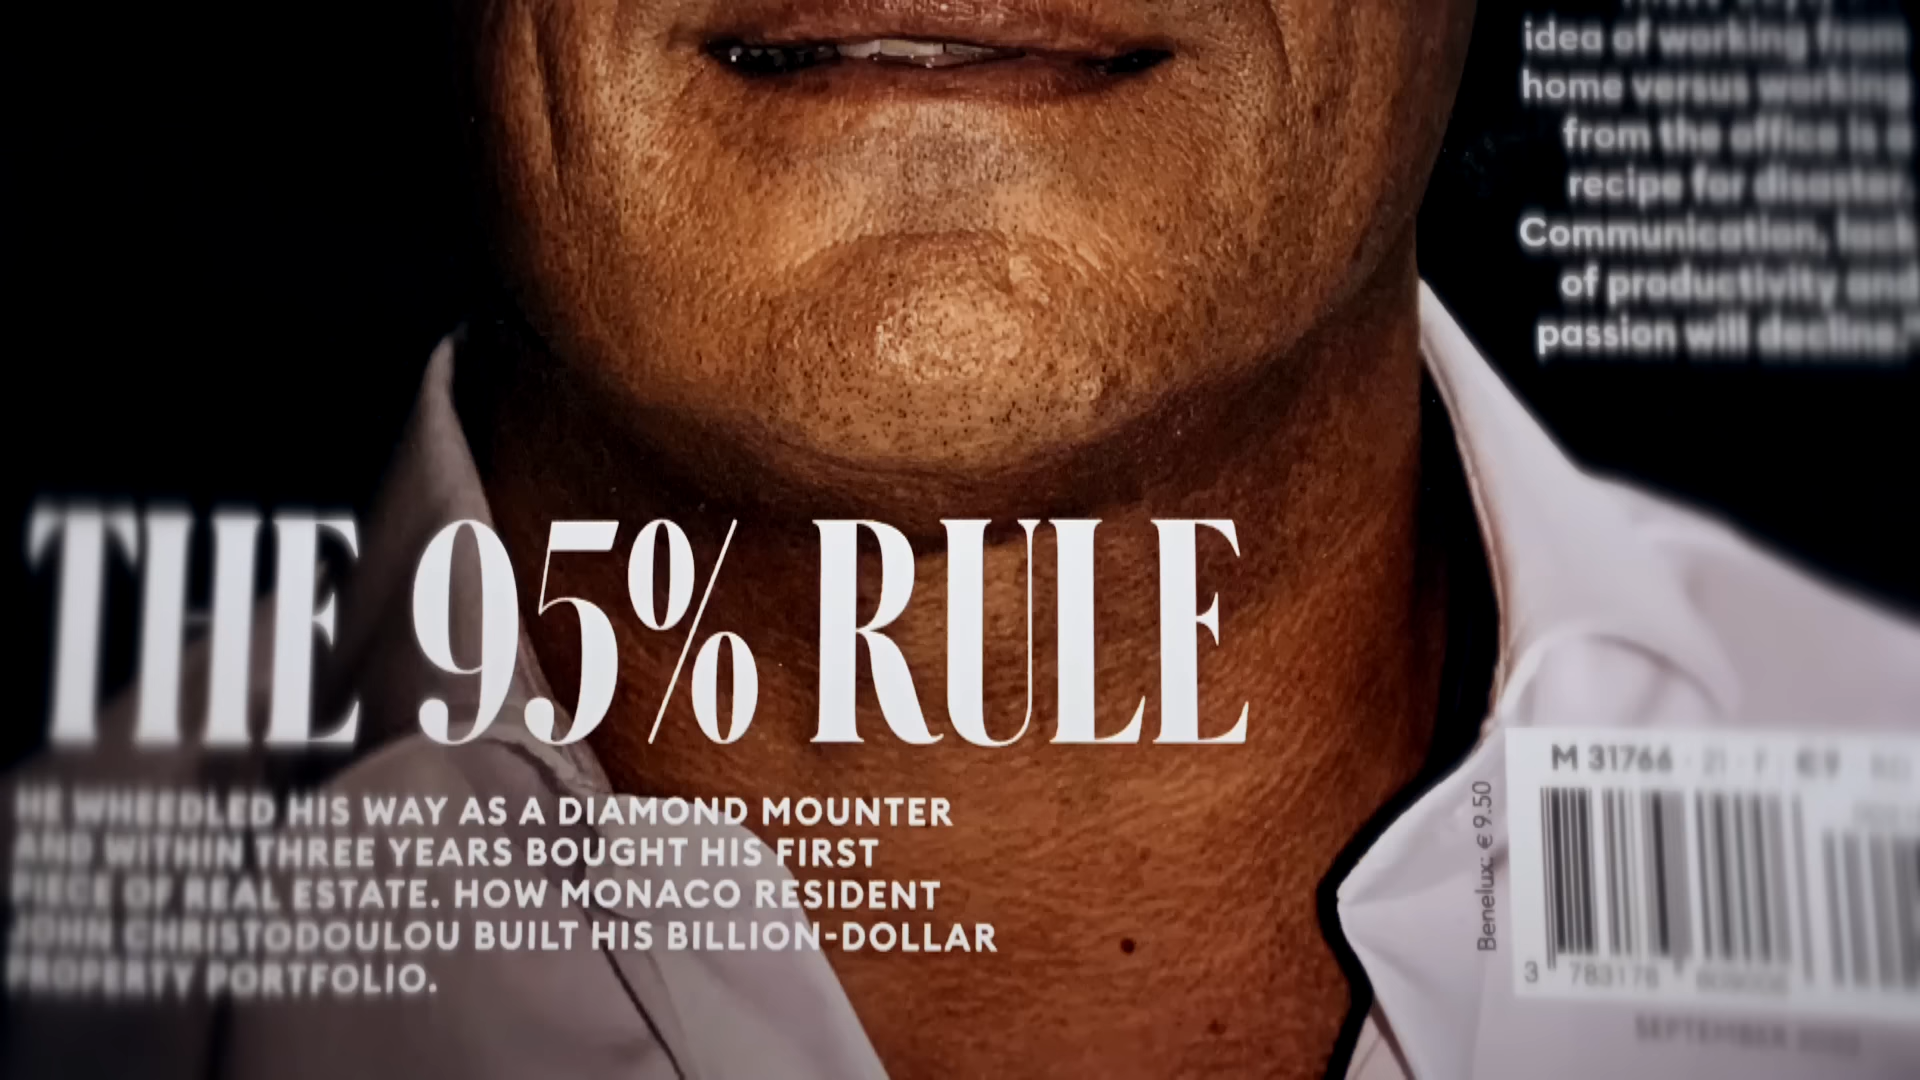 idea of working from
home versus working
from the office is a
recipe for disaster.
Communication, lack
of productivity and
passion will decline."
THE 95% RULE
HE WHEEDLED HIS WAY AS A DIAMOND MOUNTER
AND WITHIN THREE YEARS BOUGHT HIS FIRST
PIECE OF REAL ESTATE. HOW MONACO RESIDENT
JOHN CHRISTODOULOU BUILT HIS BILLION-DOLLAR
PROPERTY PORTFOLIO.
Benelux: € 9.50
M 31766
3
SEPTEMBER